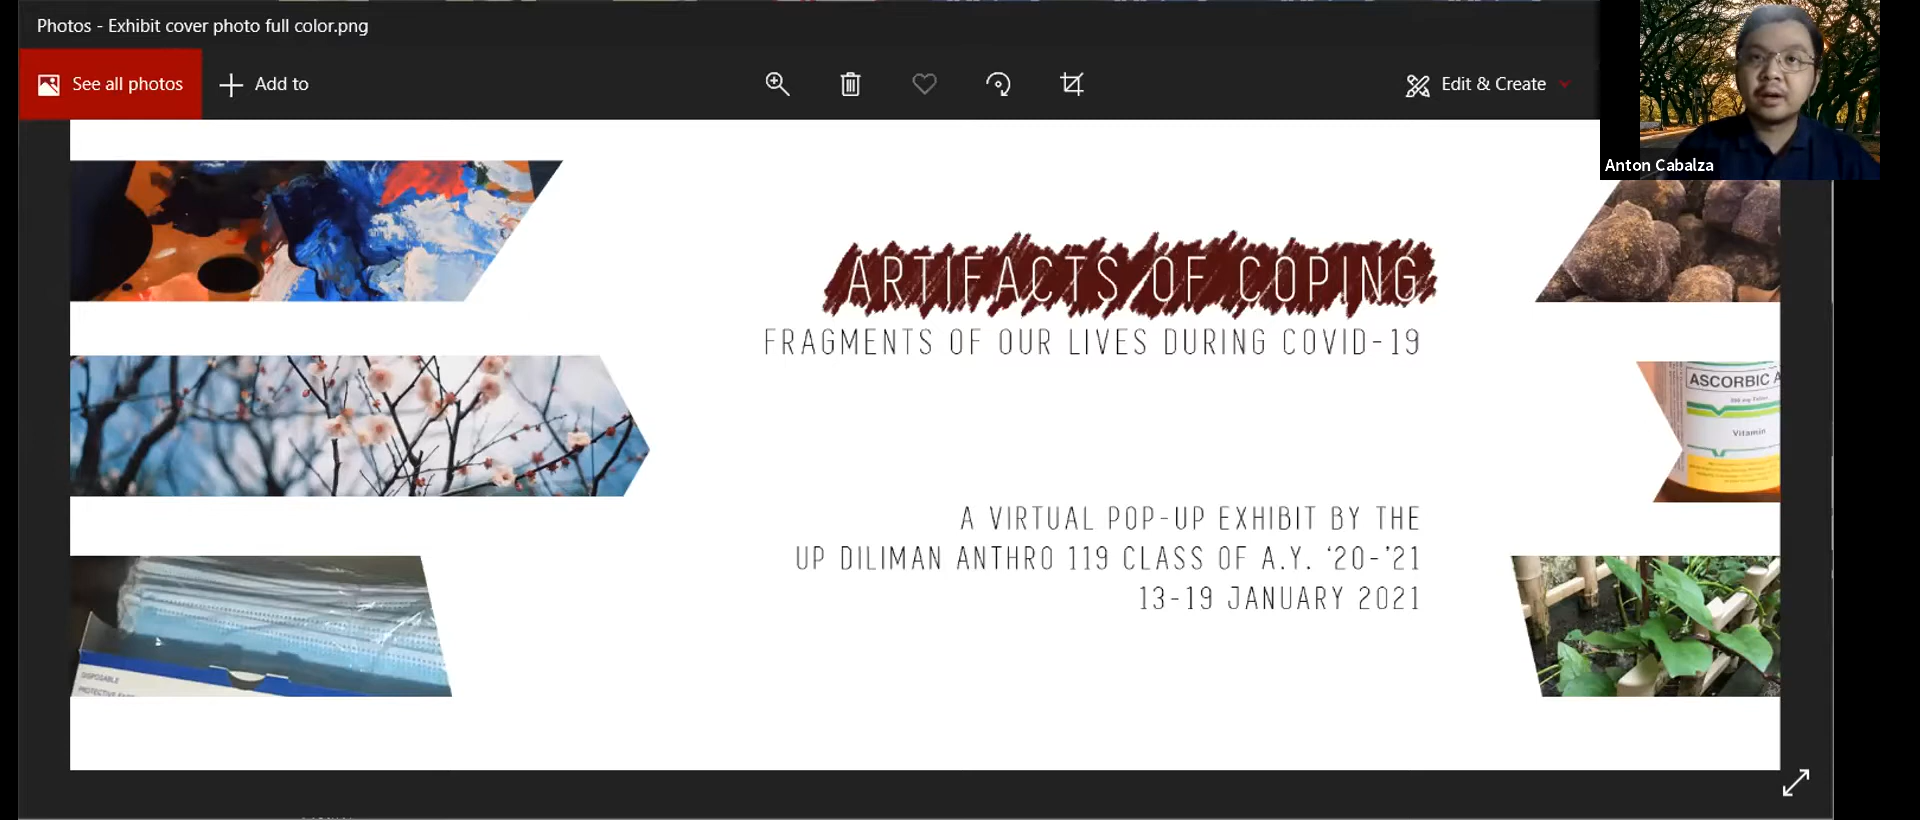 Photos - Exhibit cover photo full color.png
See all photos
Add to
Edit & Create
Anton Cabalza
ARTIFACTS OF COPING
FRAGMENTS OF OUR LIVES DURING COVID-19
ASCORBIC A
Vitamin
A VIRTUAL POP-UP EXHIBIT BY THE
UP DILIMAN ANTHRO 119 CLASS OF A.Y. ‘20-’21
13-19 JANUARY 2021
DISPOSABLE